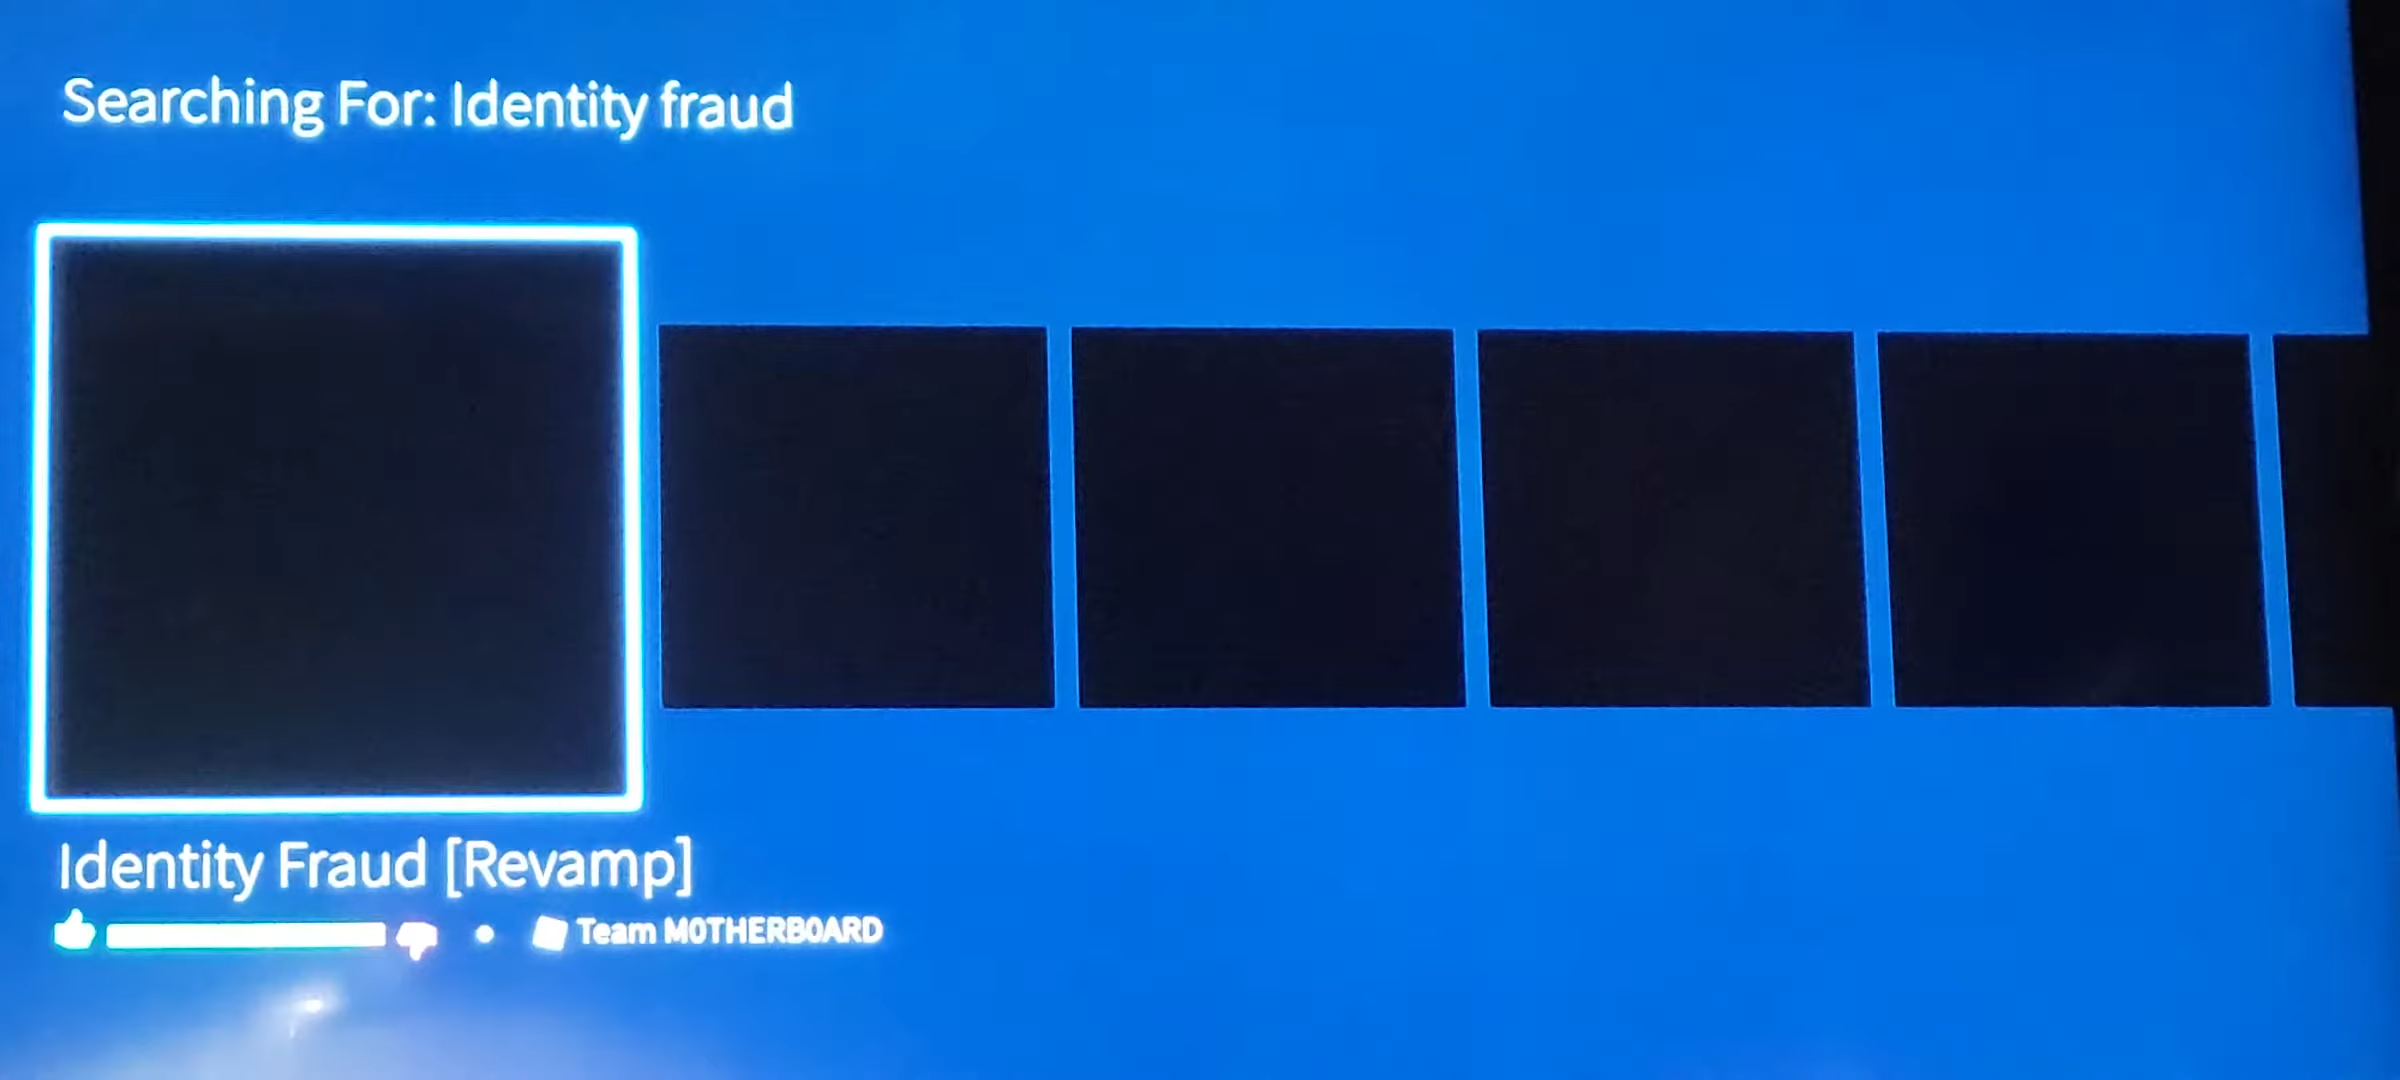 Searching For: Identity fraud
Identity Fraud [Revamp]
Team M0THERB0ARD